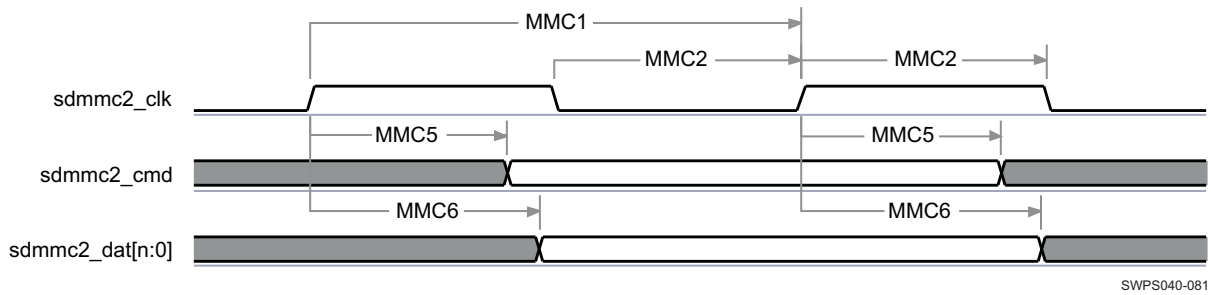 MMC1
MMC2 MMC2
sdmmc2_clk
MMC5 MMC5
sdmmc2_cmd
MMC6 MMC6
sdmmc2_dat[n:0]
SWPS040-081